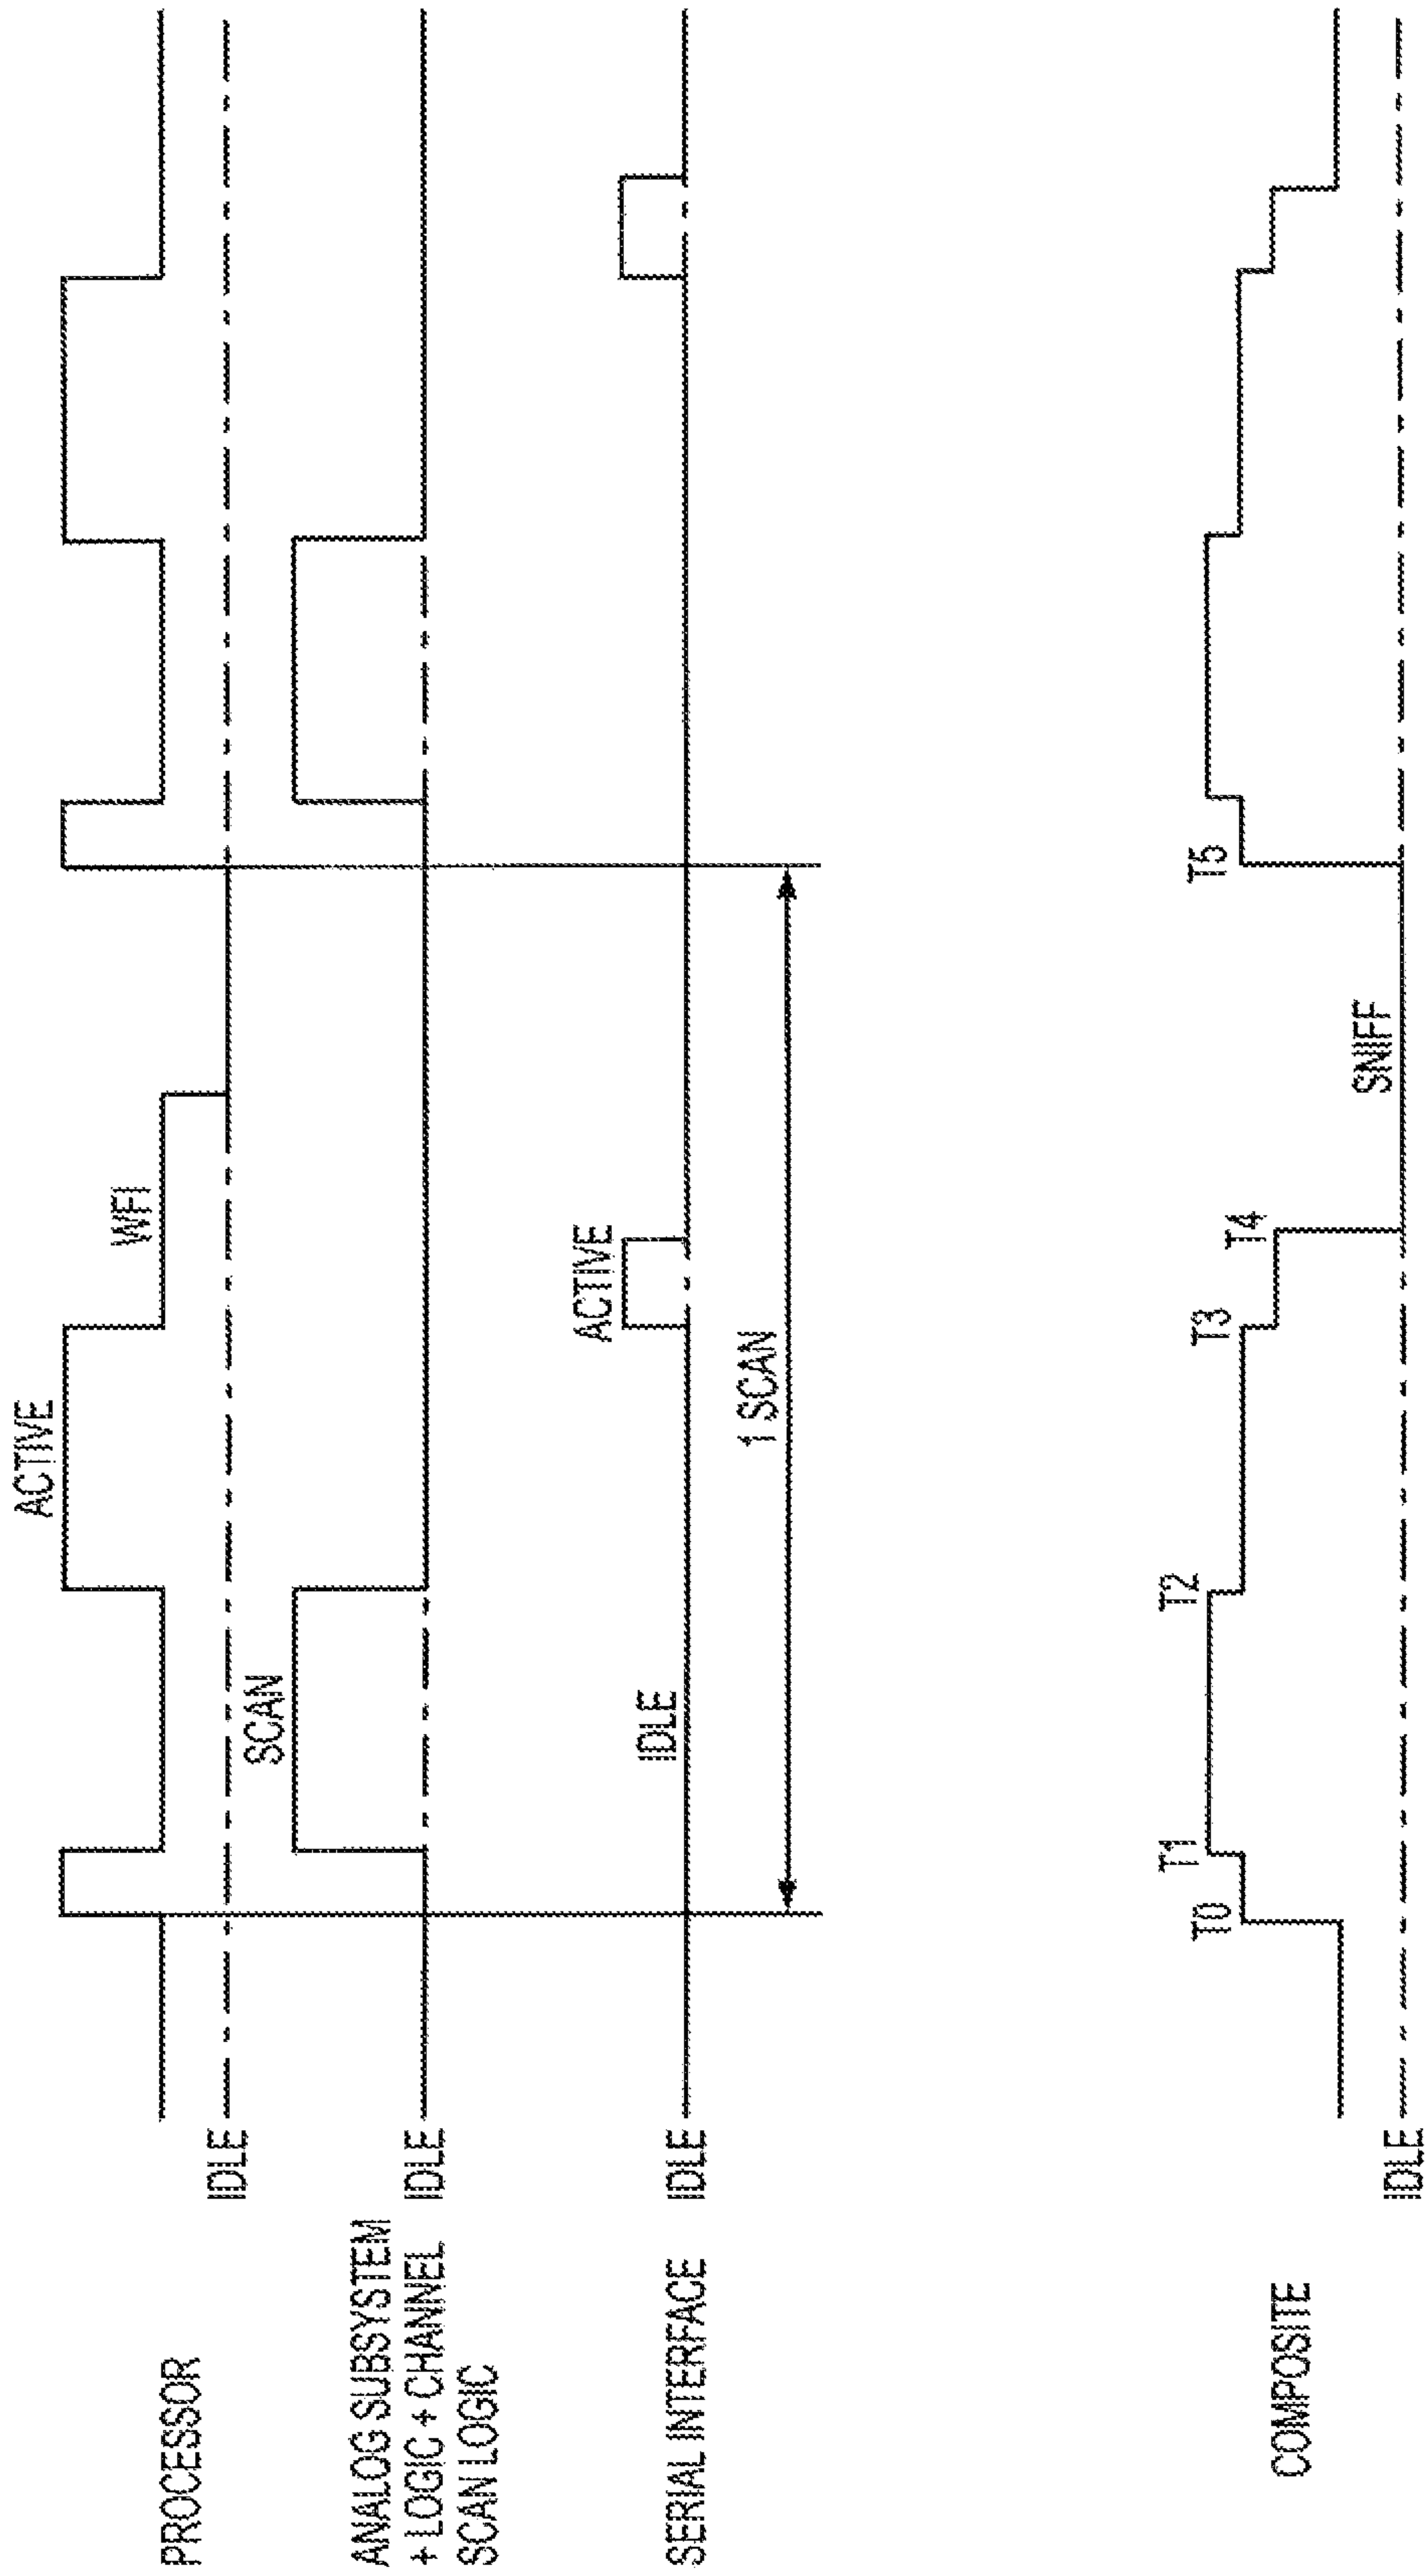 PROCESSOR
IDLE
ACTIVE
WFI
ANALOG SUBSYSTEM
+ LOGIC + CHANNEL
SCAN LOGIC
IDLE
SCAN
SERIAL INTERFACE
IDLE
IDLE
ACTIVE
1 SCAN
COMPOSITE
IDLE
T0
T1
T2
T3
T4
SNIFF
T5